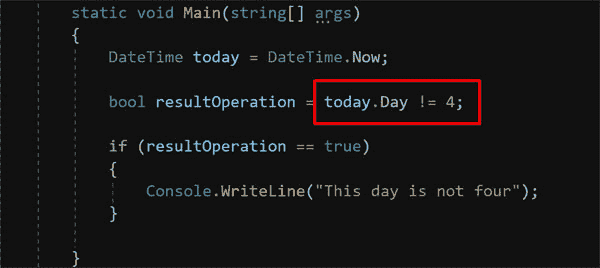 static void Main(string[] args)
{
DateTime today = DateTime.Now;
bool resultOperation = today.Day != 4;
if (resultOperation == true)
{
Console.WriteLine("This day is not four");
}
}